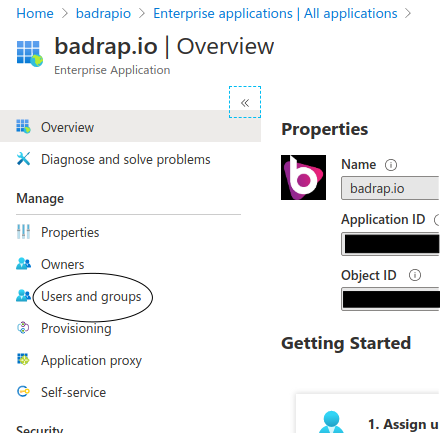 Home > badrapio > Enterprise applications | All applications >
badrap.io | Overview
Enterprise Application
«
Overview
Diagnose and solve problems
Manage
Properties
Owners
Users and groups
Provisioning
Application proxy
Self-service
Security
Properties
Name
badrap.io
Application ID
Object ID
Getting Started
1. Assign u